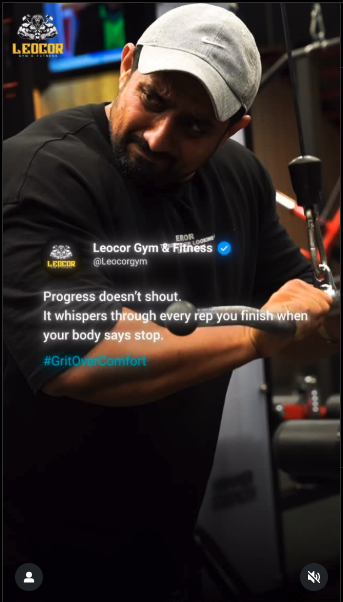 LEOCOR
GYM & FITNESS
LEOCOR
Leocor Gym & Fitness
@Leocorgym
Progress doesn't shout.
It whispers through every rep you finish when
your body says stop.
#GritOverComfort